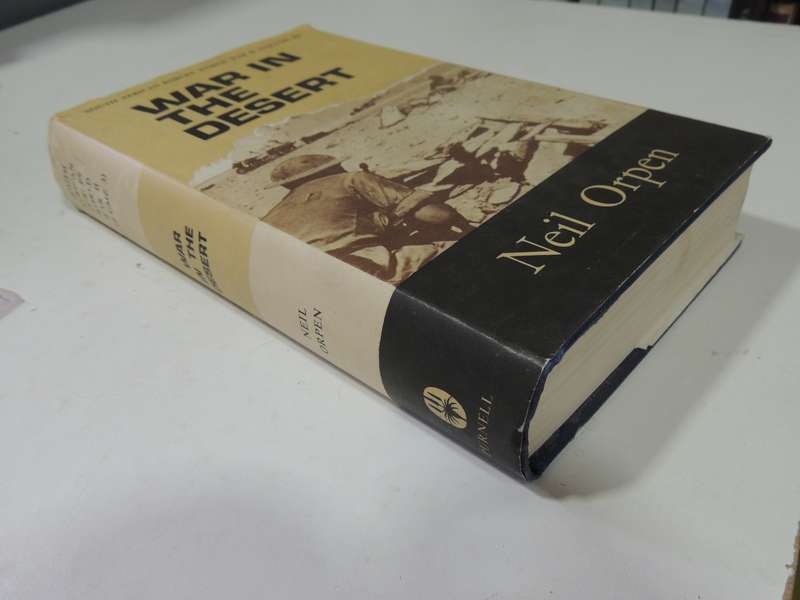 WAR IN
THE
DESERT
Neil Orpen
WAR
IN THE
DESERT
NEIL
ORPEN
PURNELL